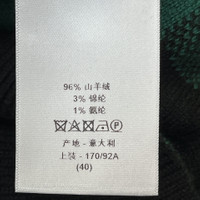 96% 山羊绒
3% 锦纶
1% 氨纶
产地 - 意大利
上装 - 170/92A
(40)